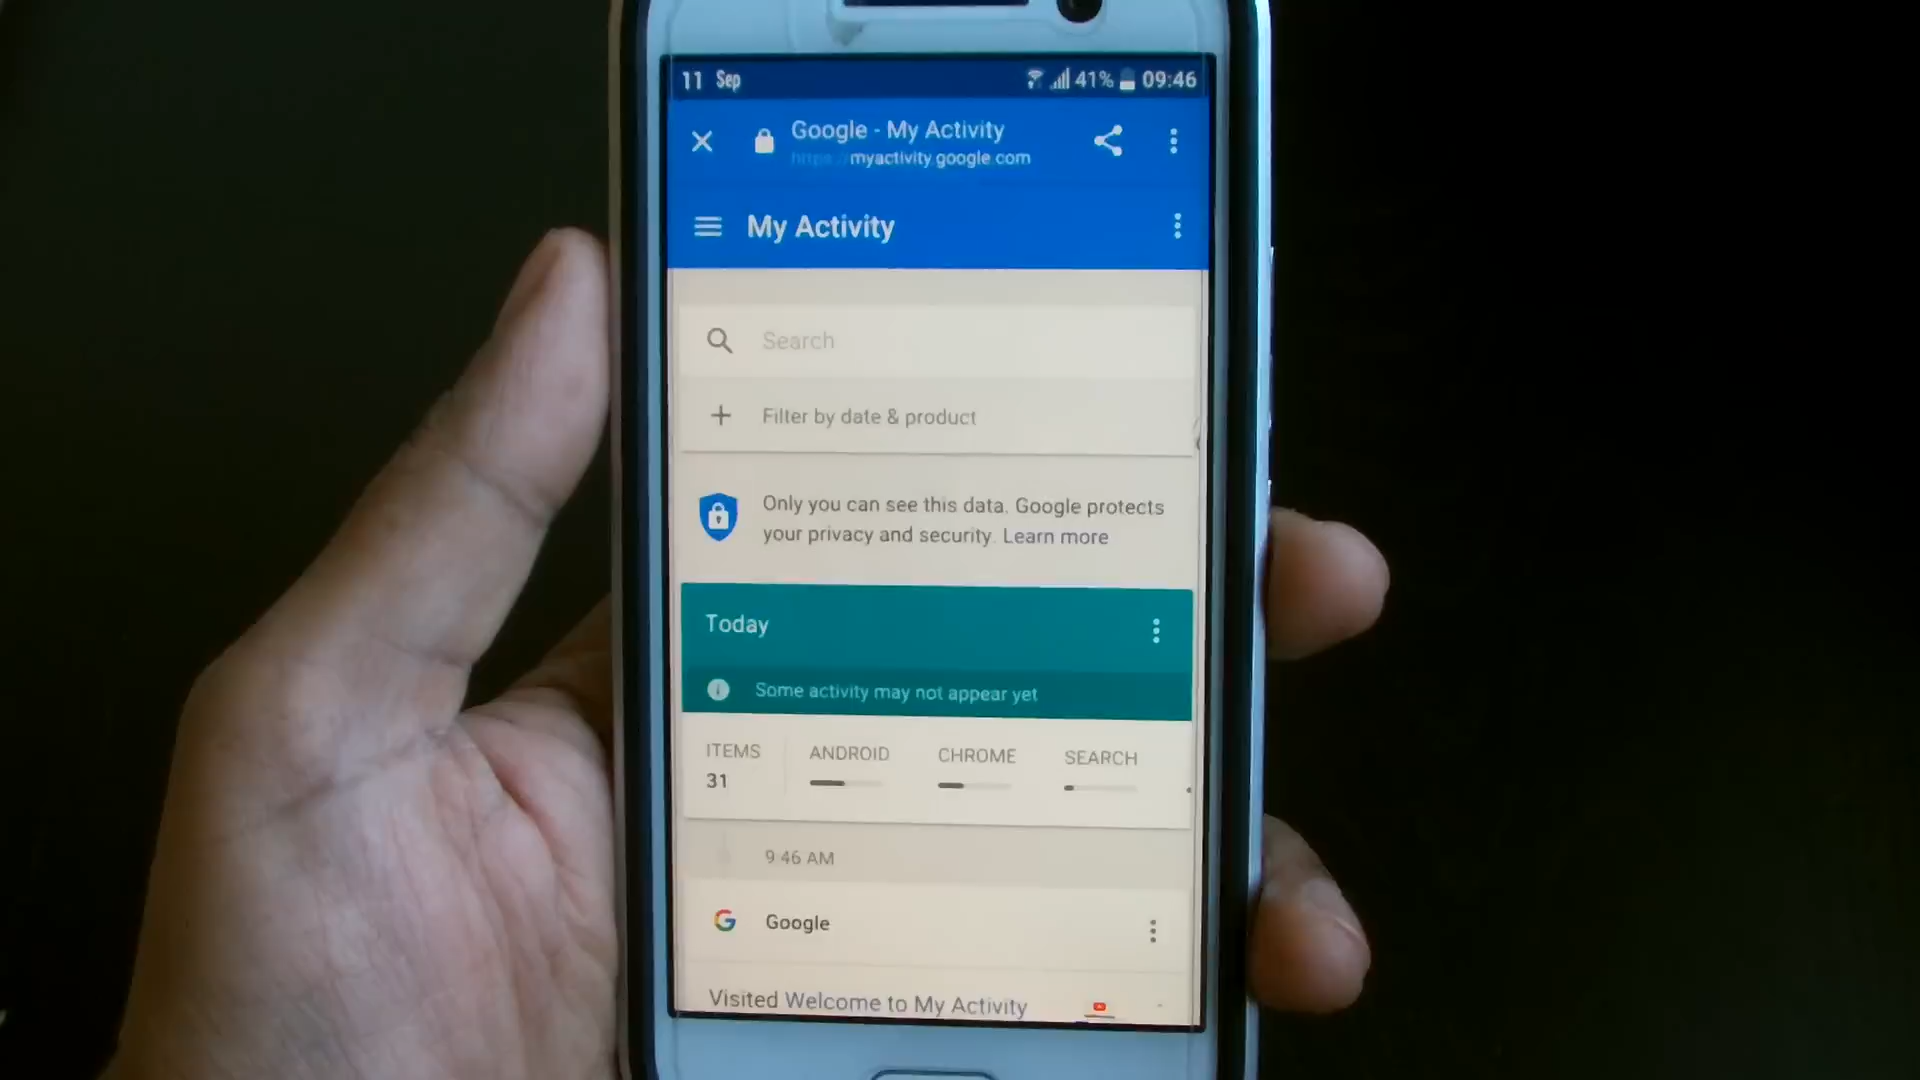 11 Sep 41% 09:46
Google - My Activity
https://myactivity.google.com
My Activity
Search
Filter by date & product
Only you can see this data. Google protects
your privacy and security. Learn more
Today
Some activity may not appear yet
ITEMS ANDROID CHROME SEARCH
31
9 46 AM
Google
Visited Welcome to My Activity